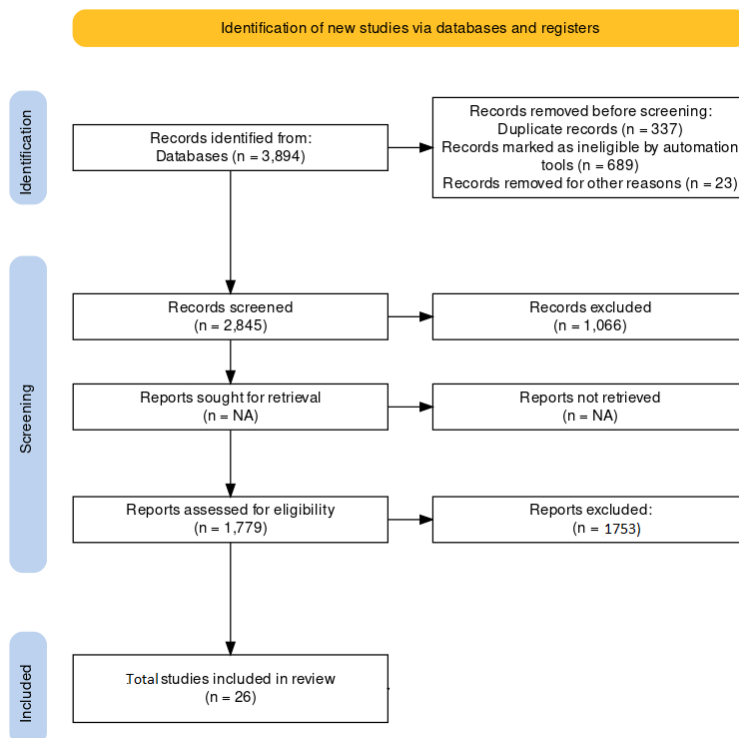 Identification of new studies via databases and registers
Identification
Records identified from:
Databases (n = 3,894)
Records removed before screening:
Duplicate records (n = 337)
Records marked as ineligible by automation
tools (n = 689)
Records removed for other reasons (n = 23)
Screening
Records screened
(n = 2,845)
Records excluded
(n = 1,066)
Reports sought for retrieval
(n = NA)
Reports not retrieved
(n = NA)
Reports assessed for eligibility
(n = 1,779)
Reports excluded:
(n = 1753)
Included
Total studies included in review
(n = 26)